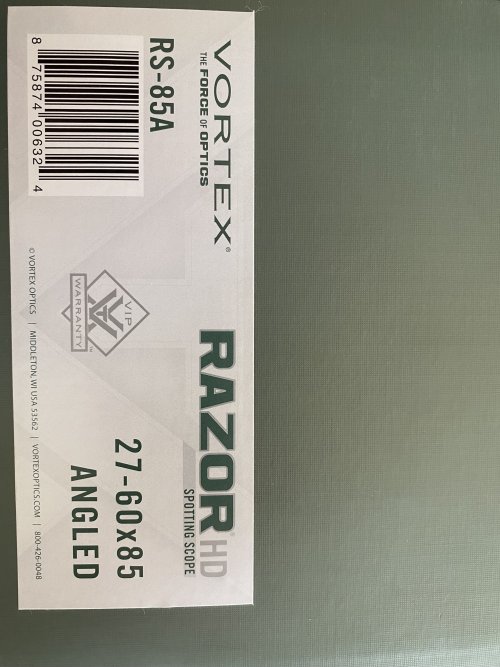 VORTEX®
THE FORCE OF OPTICS
RAZOR® HD
SPOTTING SCOPE
RS-85A
8 75874 00632 4
VIP
WARRANTY™
27-60x85
ANGLED
© VORTEX OPTICS | MIDDLETON, WI USA 53562 | VORTEXOPTICS.COM | 800-426-0048